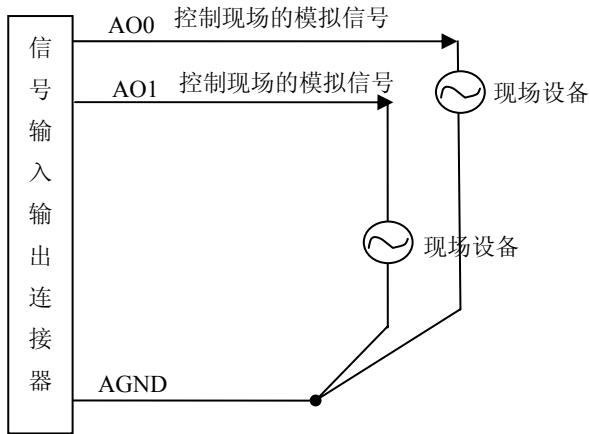 信号输入输出连接器
AO0 控制现场的模拟信号
AO1 控制现场的模拟信号
现场设备
现场设备
AGND